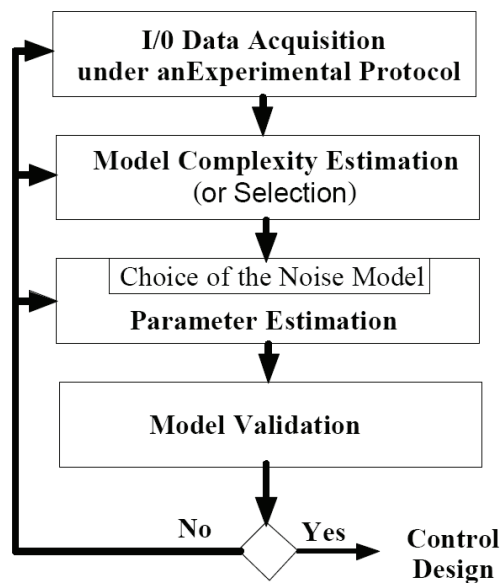 I/0 Data Acquisition
under anExperimental Protocol
Model Complexity Estimation
(or Selection)
Choice of the Noise Model
Parameter Estimation
Model Validation
No
Yes
Control
Design